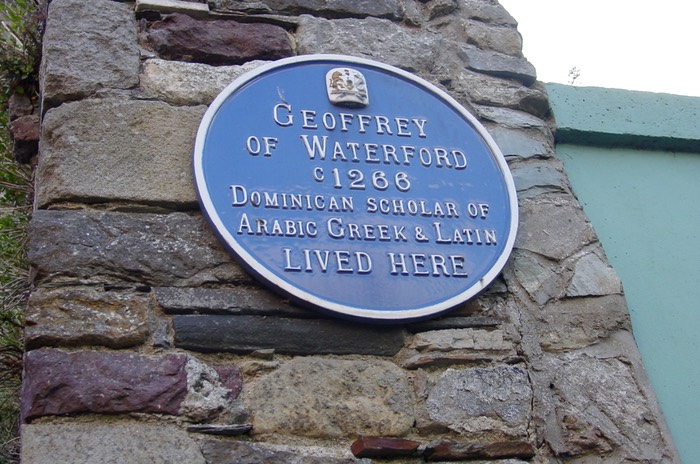 Geoffrey
of Waterford
c1266
Dominican scholar of
Arabic Greek & Latin
lived here